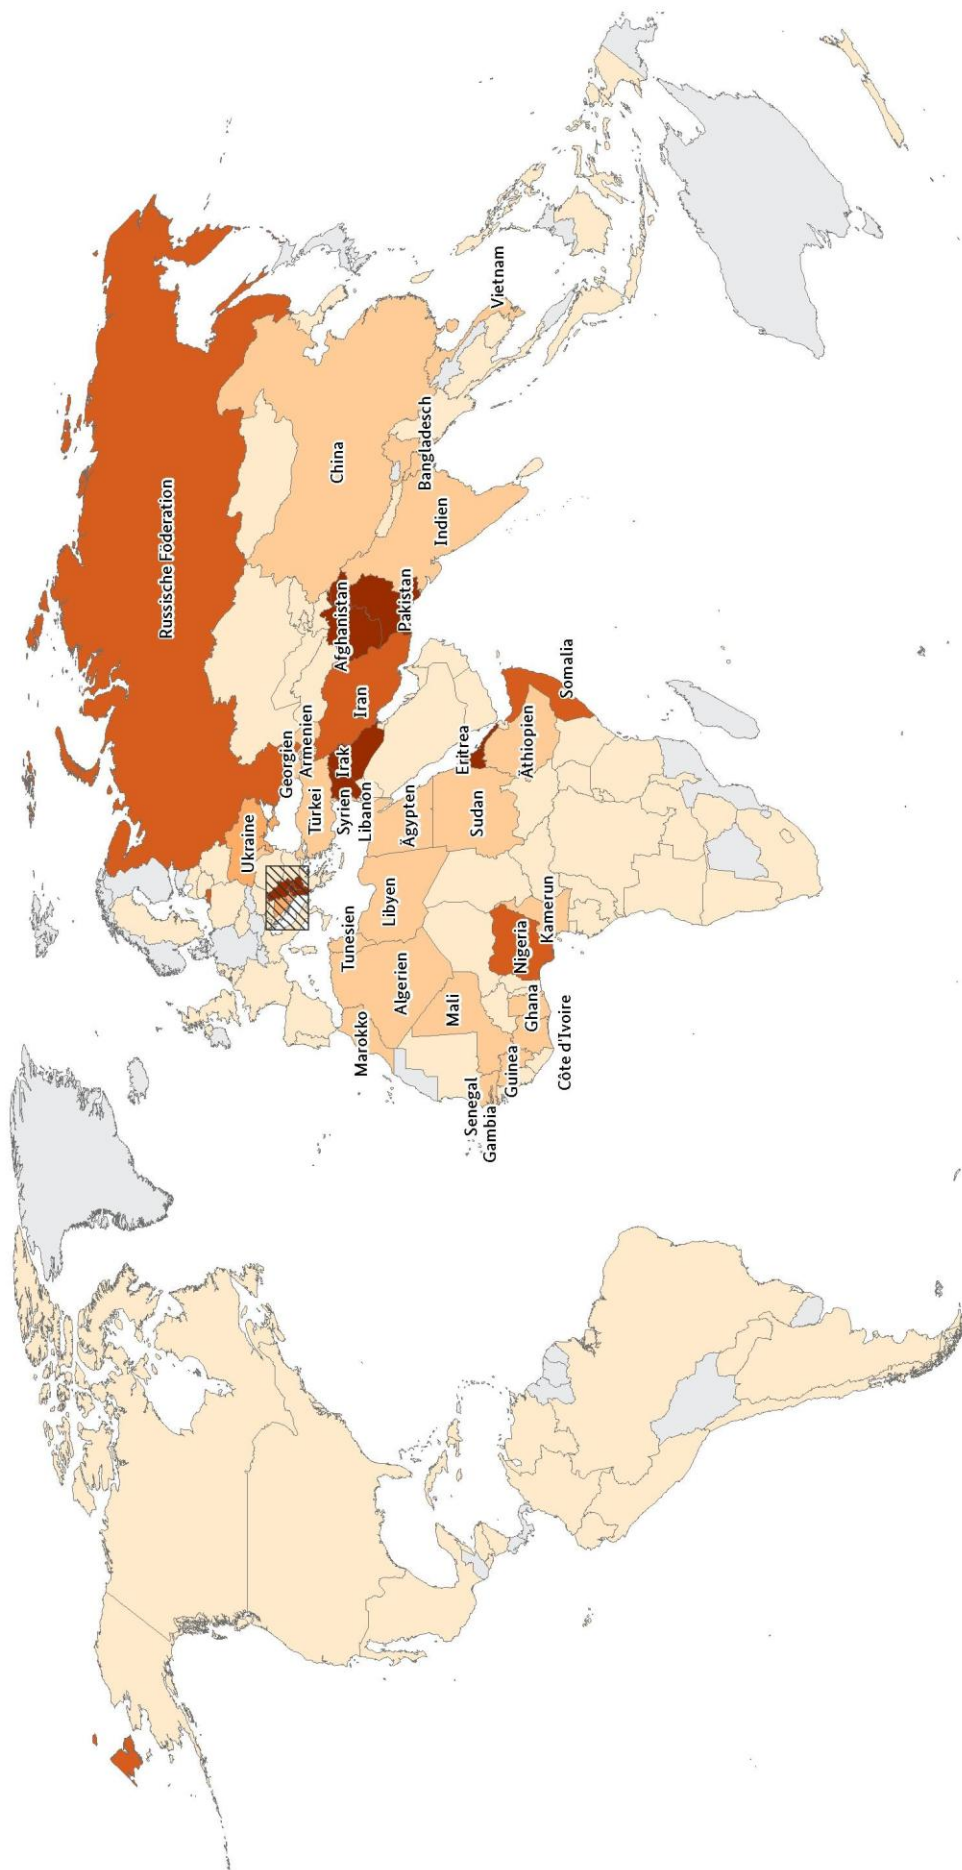 Russische Föderation
Ukraine
Georgien
Armenien
Türkei
Syrien
Irak
Iran
Afghanistan
Pakistan
China
Indien
Bangladesch
Vietnam
Libanon
Ägypten
Tunesien
Marokko
Algerien
Libyen
Mali
Sudan
Eritrea
Äthiopien
Somalia
Senegal
Gambia
Guinea
Ghana
Nigeria
Kamerun
Côte d'Ivoire